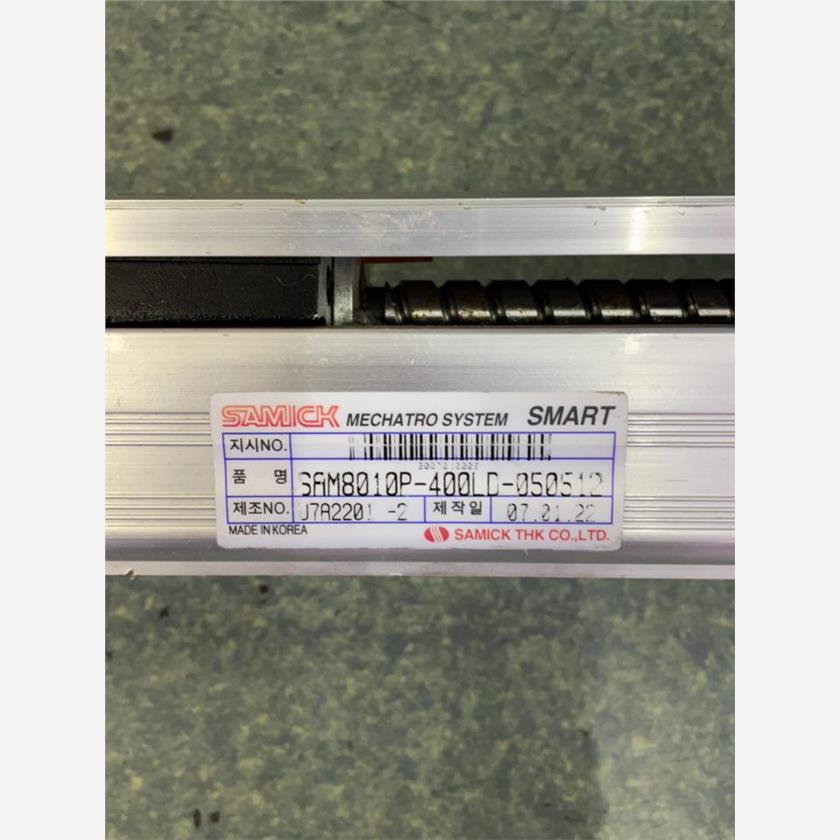 SAMICK MECHATRO SYSTEM SMART
지시NO.
품 명 SAM8010P-400LD-050512
제조NO. J7A2201 -2 제작일 07.01.22
MADE IN KOREA SAMICK THK CO.,LTD.